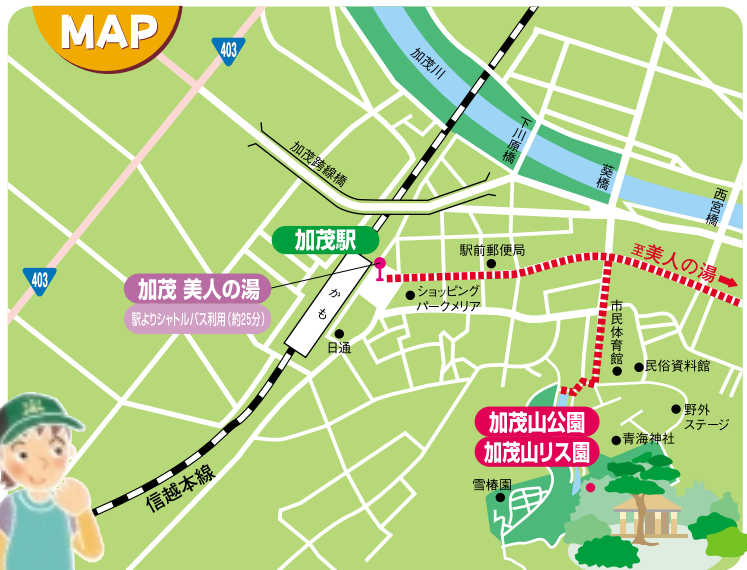 MAP
403
加茂川
下川原橋
葵橋
西宮橋
加茂跨線橋
加茂駅
駅前郵便局
至美人の湯
403
加茂 美人の湯
駅よりシャトルバス利用(約25分)
かも
ショッピング
パークメリア
日通
市民体育館
民俗資料館
野外
ステージ
加茂山公園
加茂山リス園
青海神社
雪椿園
信越本線